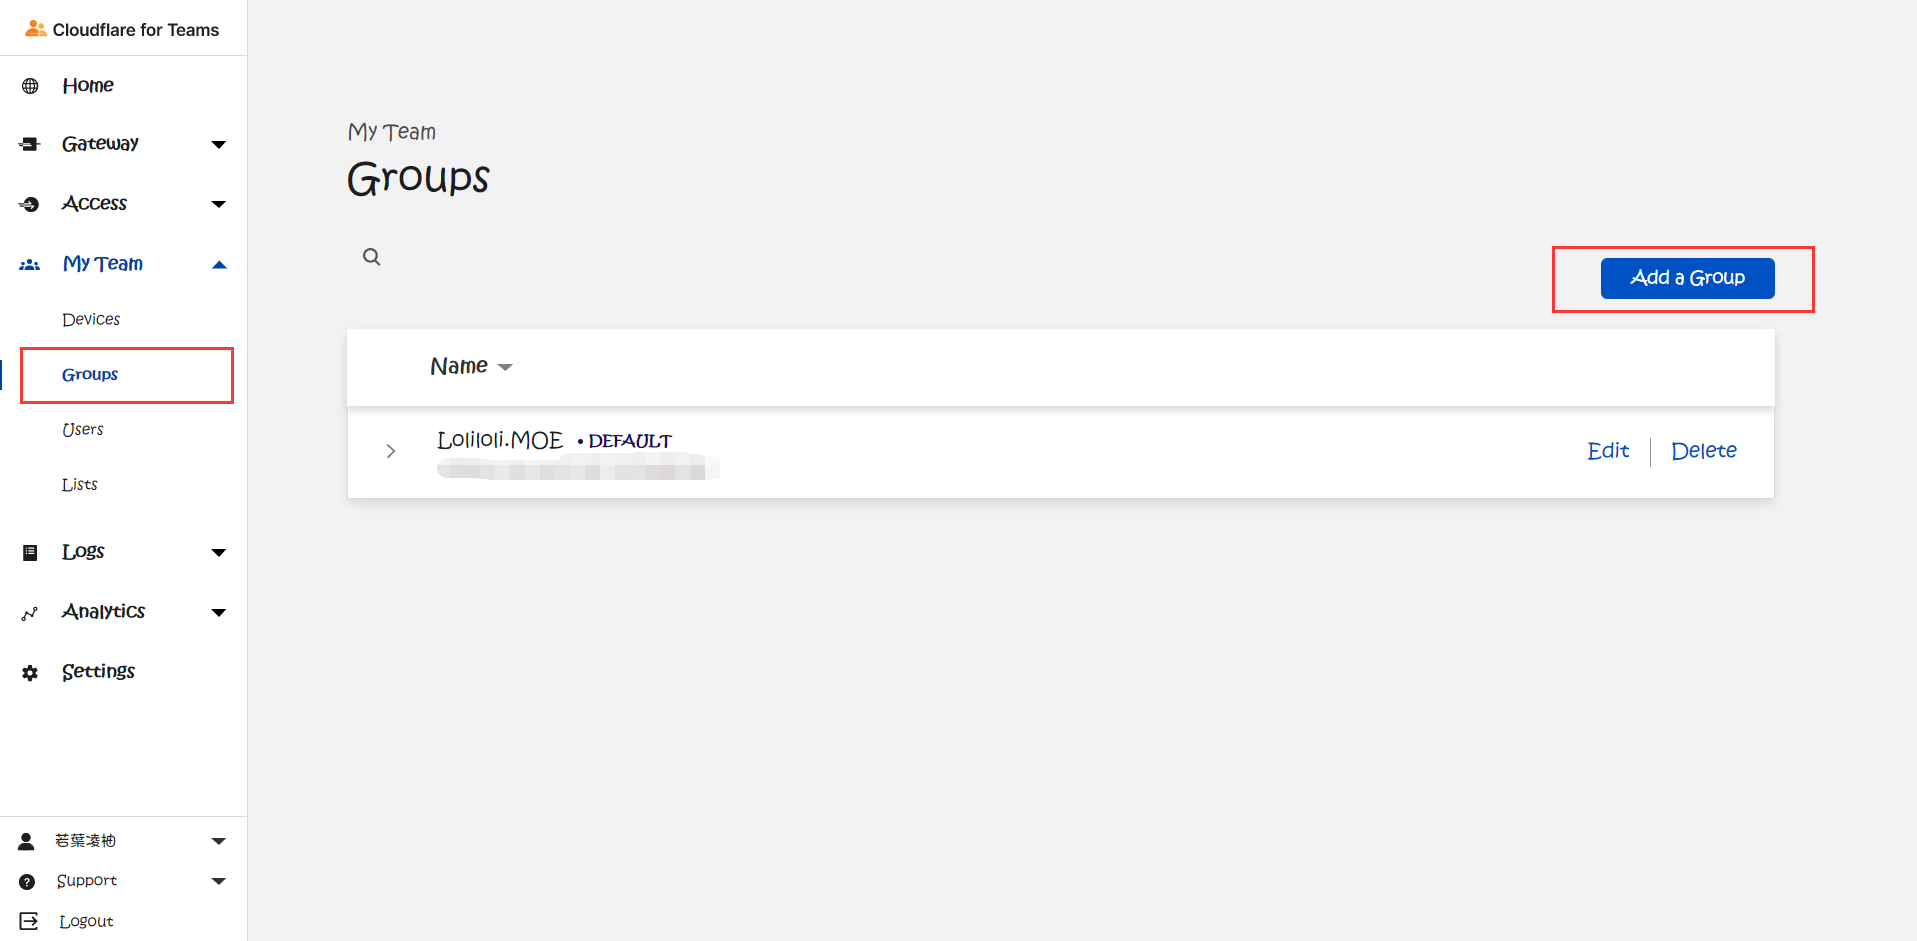 Cloudflare for Teams
Home
Gateway
Access
My Team
Devices
Groups
Users
Lists
Logs
Analytics
Settings
若葉凌袖
Support
Logout
My Team
Groups
Add a Group
Name
Loliloli.MOE • DEFAULT
Edit
Delete